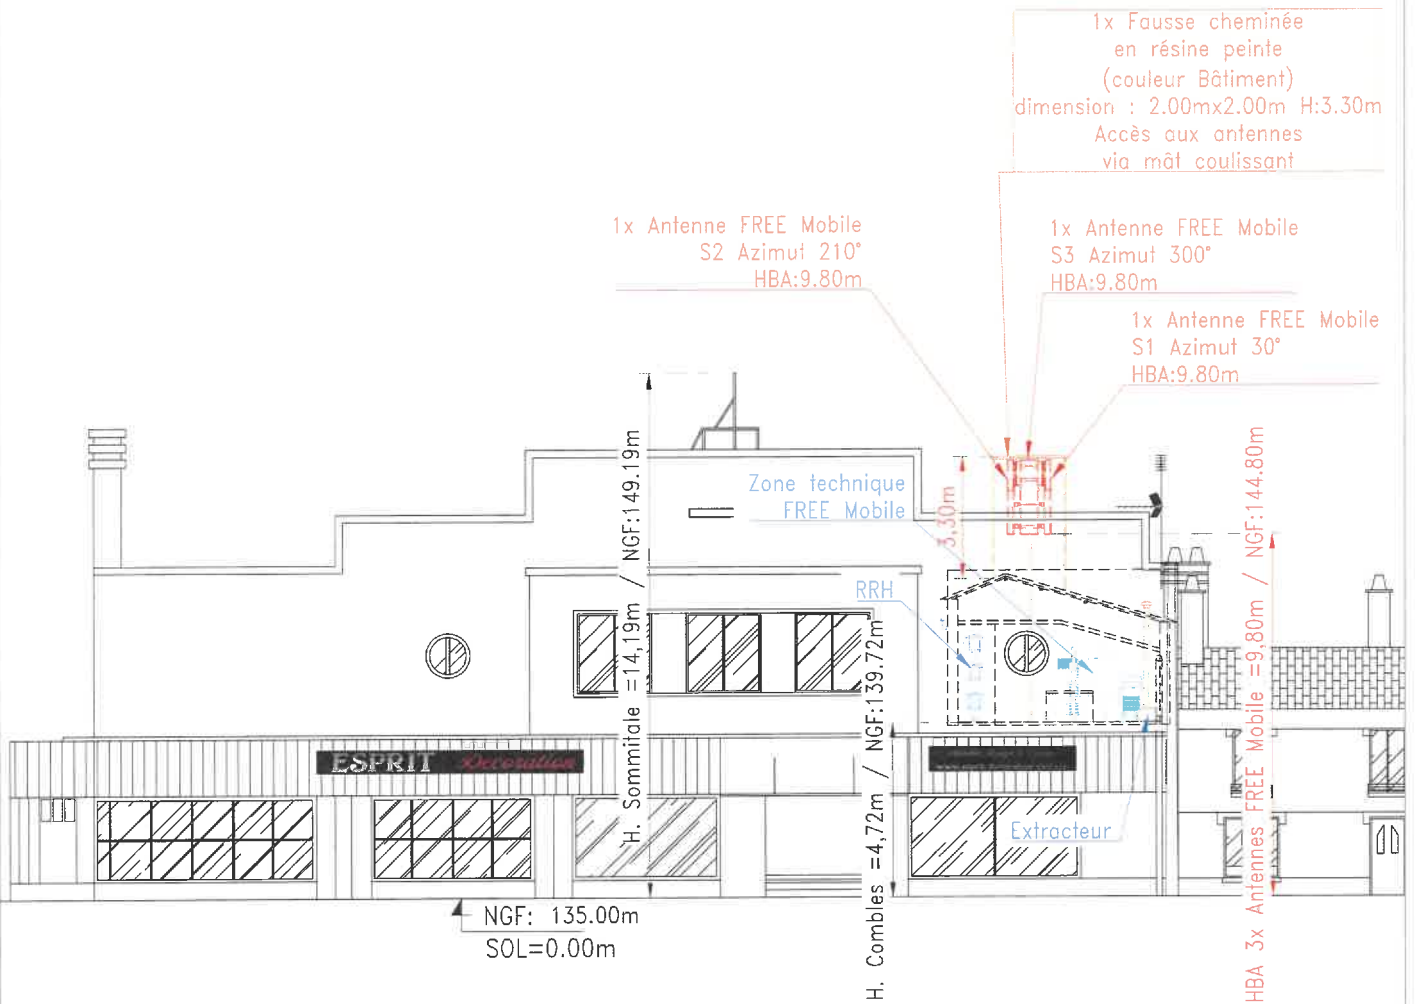 1x Fausse cheminée
en résine peinte
(couleur Bâtiment)
dimension : 2.00mx2.00m H:3.30m
Accès aux antennes
via mât coulissant
1x Antenne FREE Mobile
S2 Azimut 210°
HBA:9.80m
1x Antenne FREE Mobile
S3 Azimut 300°
HBA:9.80m
1x Antenne FREE Mobile
S1 Azimut 30°
HBA:9.80m
H. Sommitale =14,19m / NGF:149.19m
Zone technique
FREE Mobile
3,30m
RRH
H. Combles =4,72m / NGF:139.72m
HBA 3x Antennes FREE Mobile =9,80m / NGF:144.80m
ESPRIT Décoration
Extracteur
NGF: 135.00m
SOL=0.00m